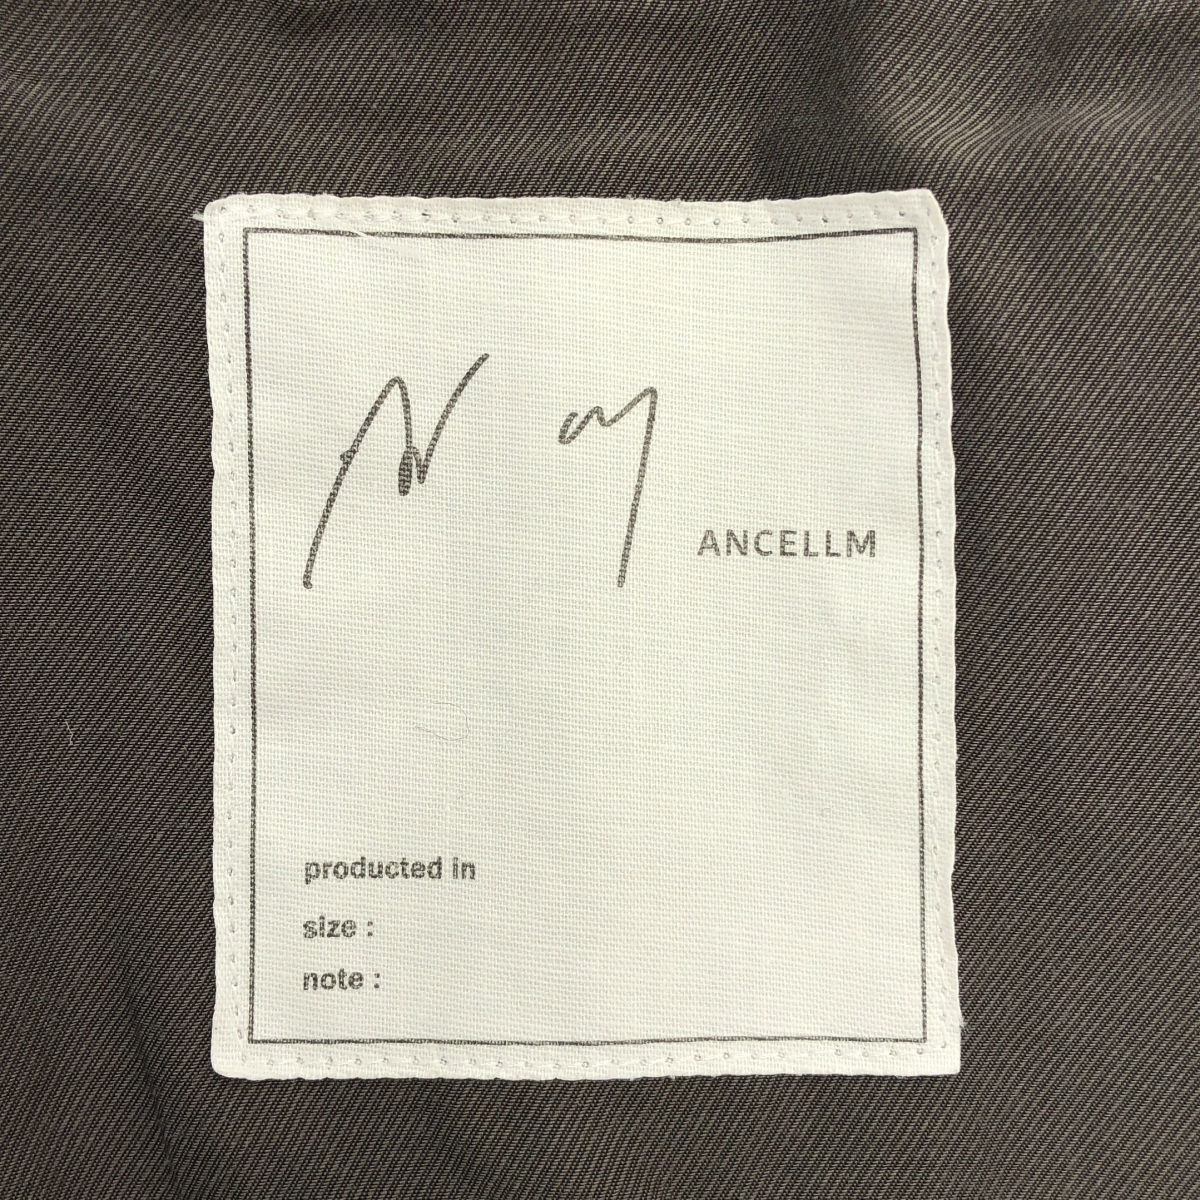 ANCELLM
producted in
size :
note :